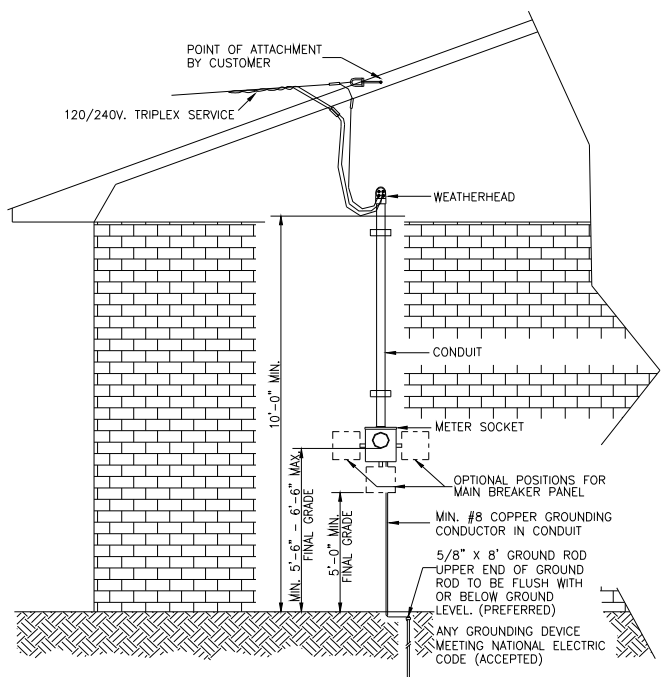 POINT OF ATTACHMENT
BY CUSTOMER
120/240V. TRIPLEX SERVICE
WEATHERHEAD
10'-0" MIN.
CONDUIT
METER SOCKET
MIN. 5'-6" - 6'-6" MAX.
FINAL GRADE
5'-0" MIN.
FINAL GRADE
OPTIONAL POSITIONS FOR
MAIN BREAKER PANEL
MIN. #8 COPPER GROUNDING
CONDUCTOR IN CONDUIT
5/8" X 8' GROUND ROD
UPPER END OF GROUND
ROD TO BE FLUSH WITH
OR BELOW GROUND
LEVEL. (PREFERRED)
ANY GROUNDING DEVICE
MEETING NATIONAL ELECTRIC
CODE (ACCEPTED)